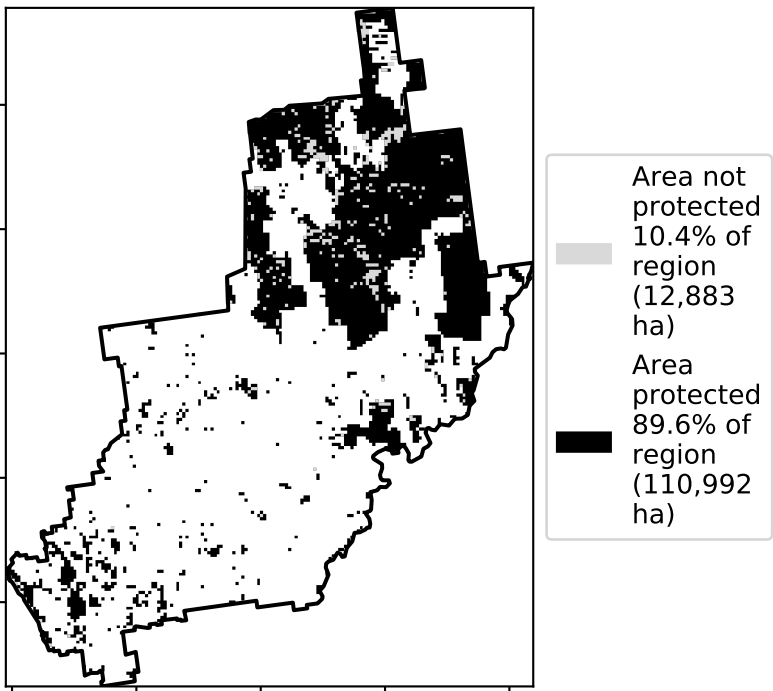 Area not
protected
10.4% of
region
(12,883
ha)
Area
protected
89.6% of
region
(110,992
ha)